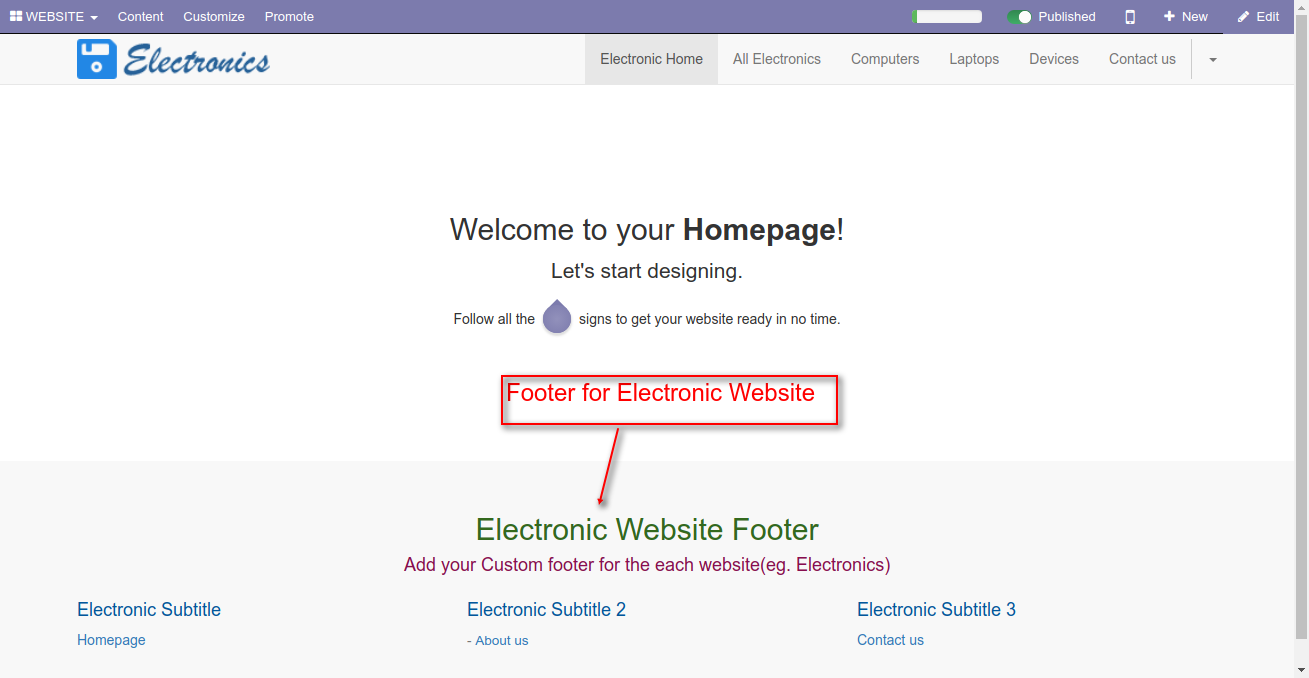 WEBSITE Content Customize Promote Published New Edit
Electronics Electronic Home All Electronics Computers Laptops Devices Contact us
Welcome to your Homepage!
Let's start designing.
Follow all the signs to get your website ready in no time.
Footer for Electronic Website
Electronic Website Footer
Add your Custom footer for the each website(eg. Electronics)
Electronic Subtitle Electronic Subtitle 2 Electronic Subtitle 3
Homepage - About us Contact us